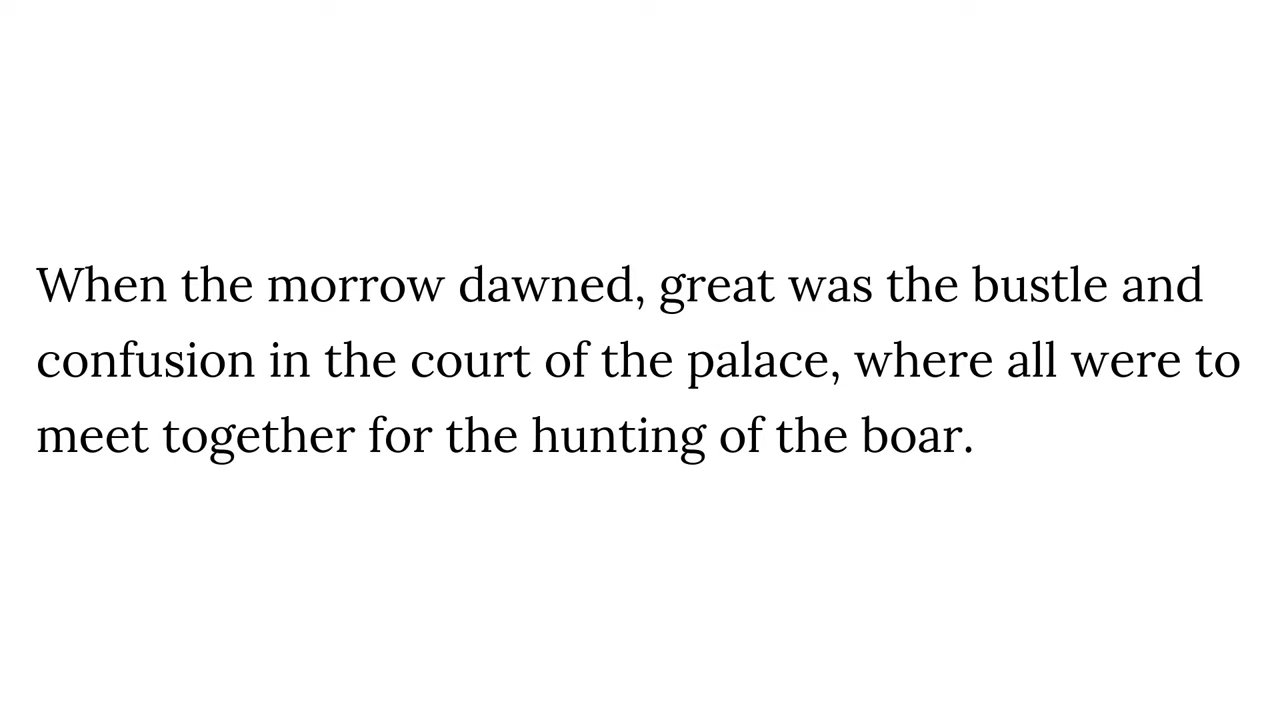 When the morrow dawned, great was the bustle and
confusion in the court of the palace, where all were to
meet together for the hunting of the boar.